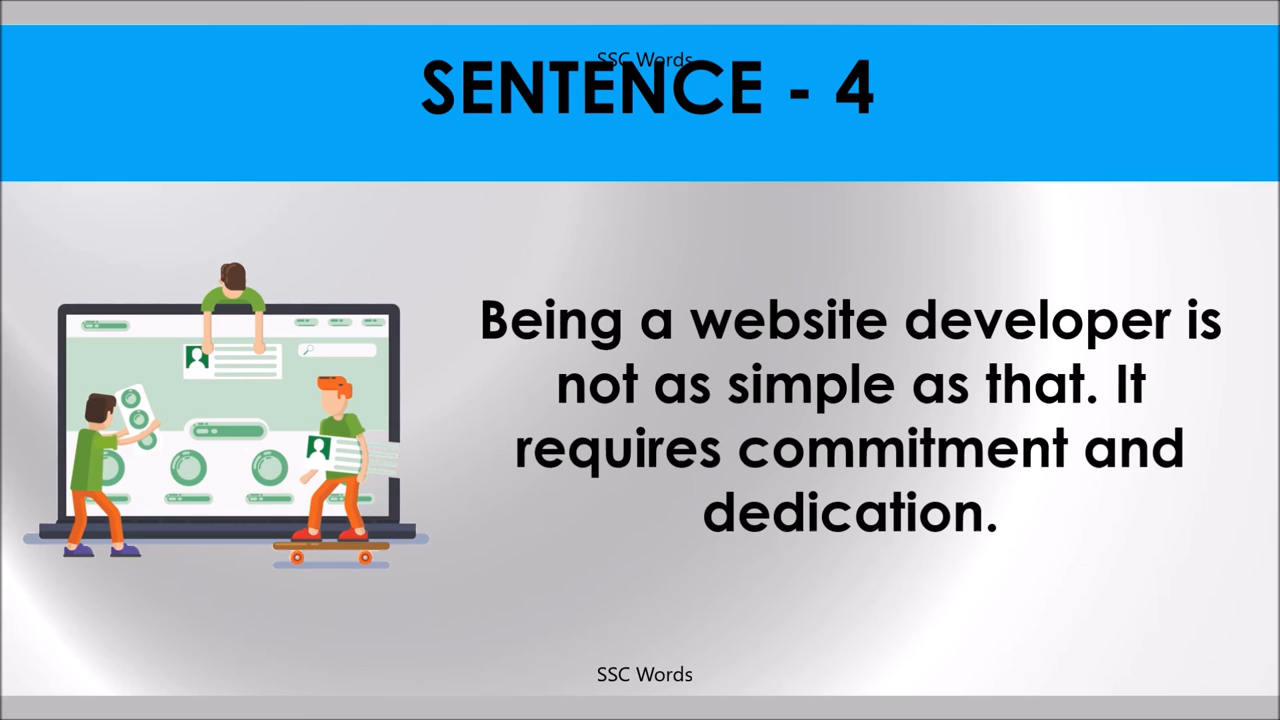 SSC Words
SENTENCE - 4
Being a website developer is
not as simple as that. It
requires commitment and
dedication.
SSC Words